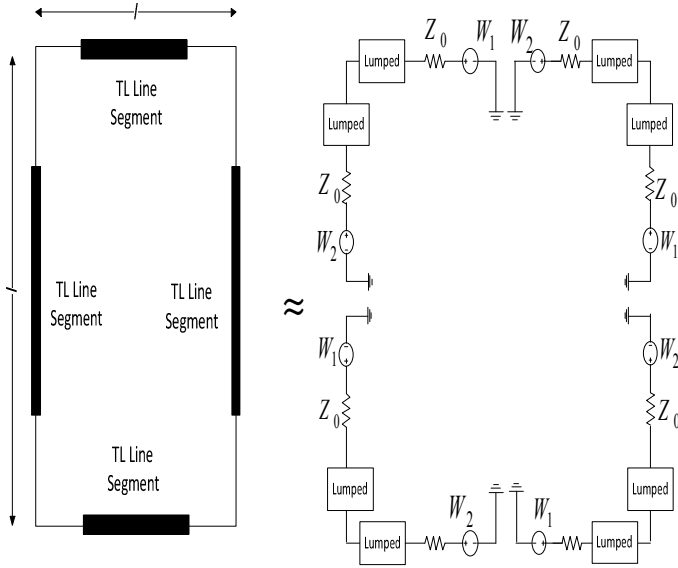 l
Z0 W1 W2 Z0
Lumped Lumped
TL Line
Segment
Lumped Lumped
Z0 Z0
W2 W1
l
TL Line
Segment
TL Line
Segment
≈
W1 W2
Z0 Z0
TL Line
Segment
Lumped Lumped
W2 W1
Lumped Lumped